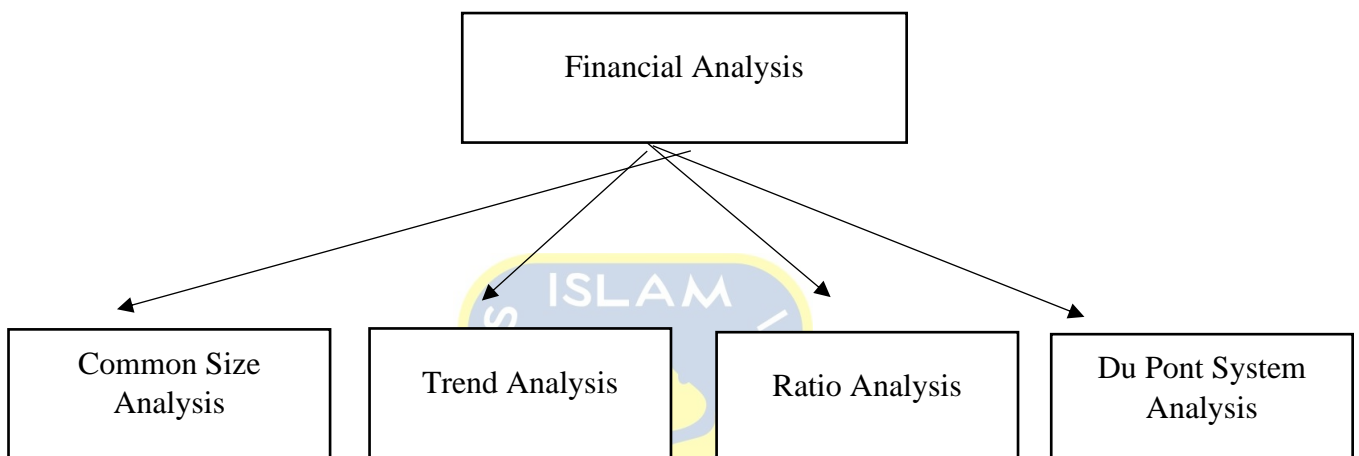 Financial Analysis
ISLAM
S
I
Common Size
Analysis
Trend Analysis
Ratio Analysis
Du Pont System
Analysis